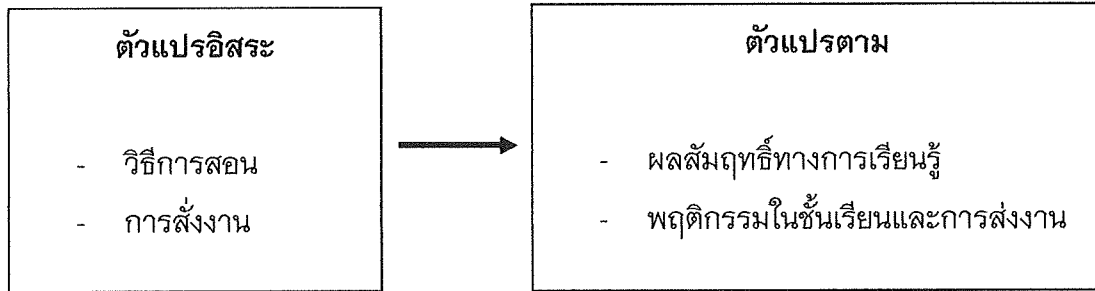 ตัวแปรอิสระ
- วิธีการสอน
- การสั่งงาน
ตัวแปรตาม
- ผลสัมฤทธิ์ทางการเรียนรู้
- พฤติกรรมในชั้นเรียนและการส่งงาน